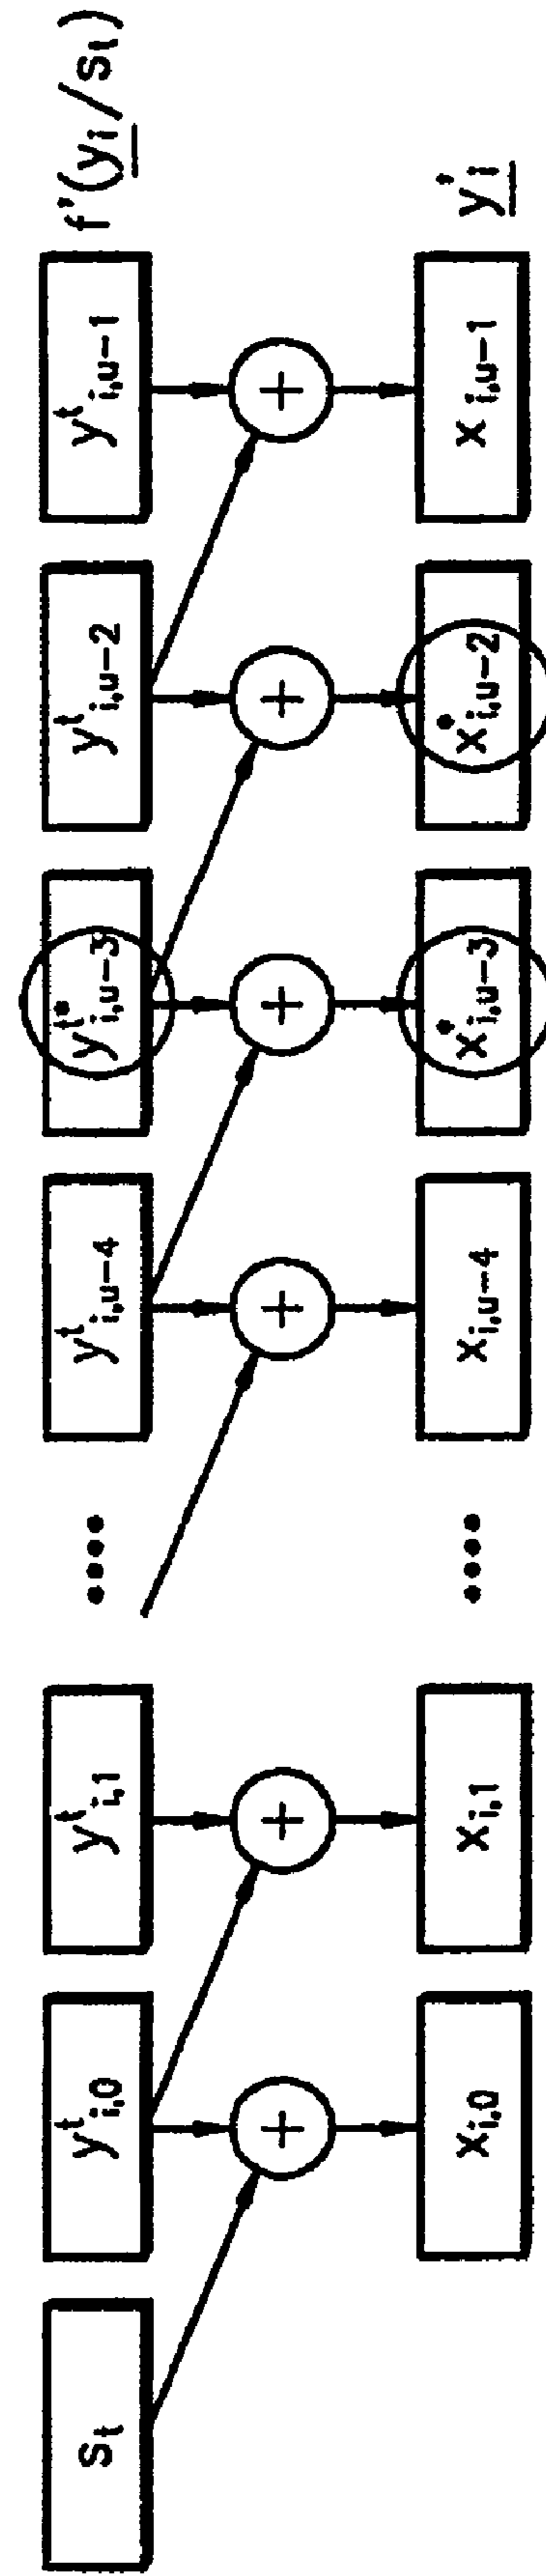 S_t y^t_{i,0} y^t_{i,1} •••• y^t_{i,u-4} y^{t*}_{i,u-3} y^t_{i,u-2} y^t_{i,u-1} f'(y_i/s_t)
+ + + + + +
x_{i,0} x_{i,1} •••• x_{i,u-4} x^*_{i,u-3} x^*_{i,u-2} x_{i,u-1} y'_i